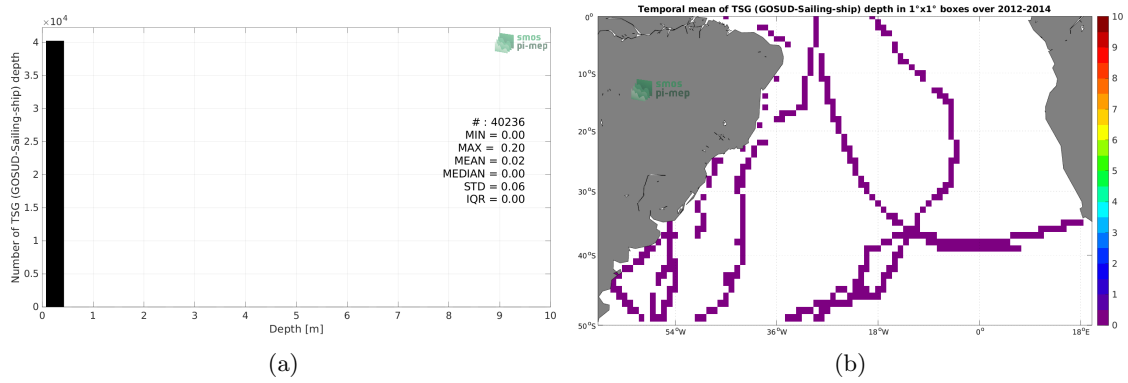 ×10⁴
4
3.5
3
2.5
2
1.5
1
0.5
0
Number of TSG (GOSUD-Sailing-ship) depth
smos
pi-mep
# : 40236
MIN = 0.00
MAX = 0.20
MEAN = 0.02
MEDIAN = 0.00
STD = 0.06
IQR = 0.00
0 1 2 3 4 5 6 7 8 9 10
Depth [m]
(a)
Temporal mean of TSG (GOSUD-Sailing-ship) depth in 1°x1° boxes over 2012-2014
0°
10°S
20°S
30°S
40°S
50°S
smos
pi-mep
54°W 36°W 18°W 0° 18°E
10
9
8
7
6
5
4
3
2
1
0
(b)